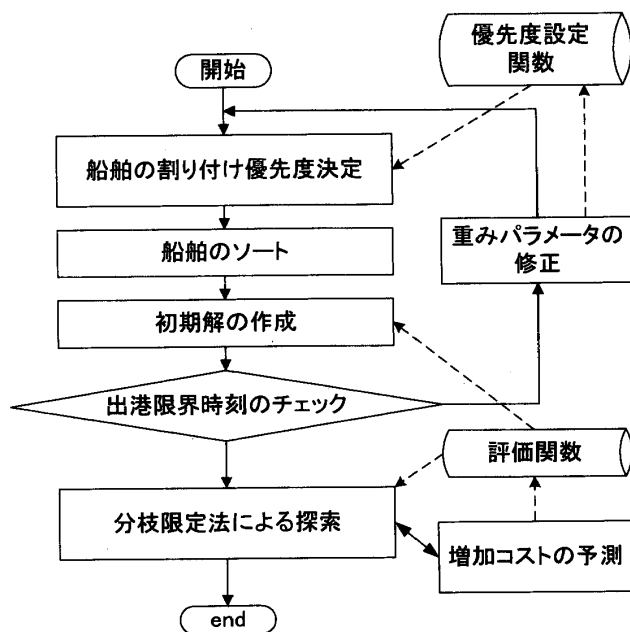 優先度設定
関数
開始
船舶の割り付け優先度決定
重みパラメータの
修正
船舶のソート
初期解の作成
出港限界時刻のチェック
評価関数
分枝限定法による探索
増加コストの予測
end